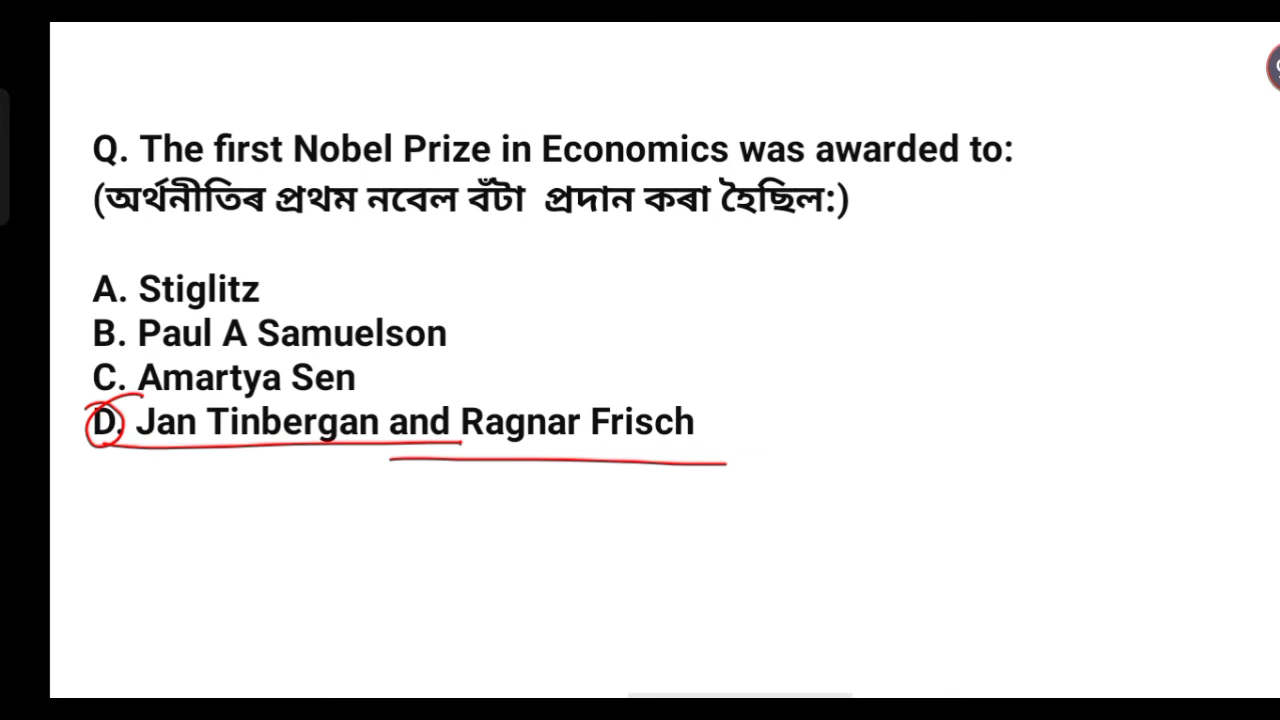 Q. The first Nobel Prize in Economics was awarded to:
(অৰ্থনীতিৰ প্ৰথম নবেল বঁটা প্ৰদান কৰা হৈছিল:)
A. Stiglitz
B. Paul A Samuelson
C. Amartya Sen
D. Jan Tinbergan and Ragnar Frisch